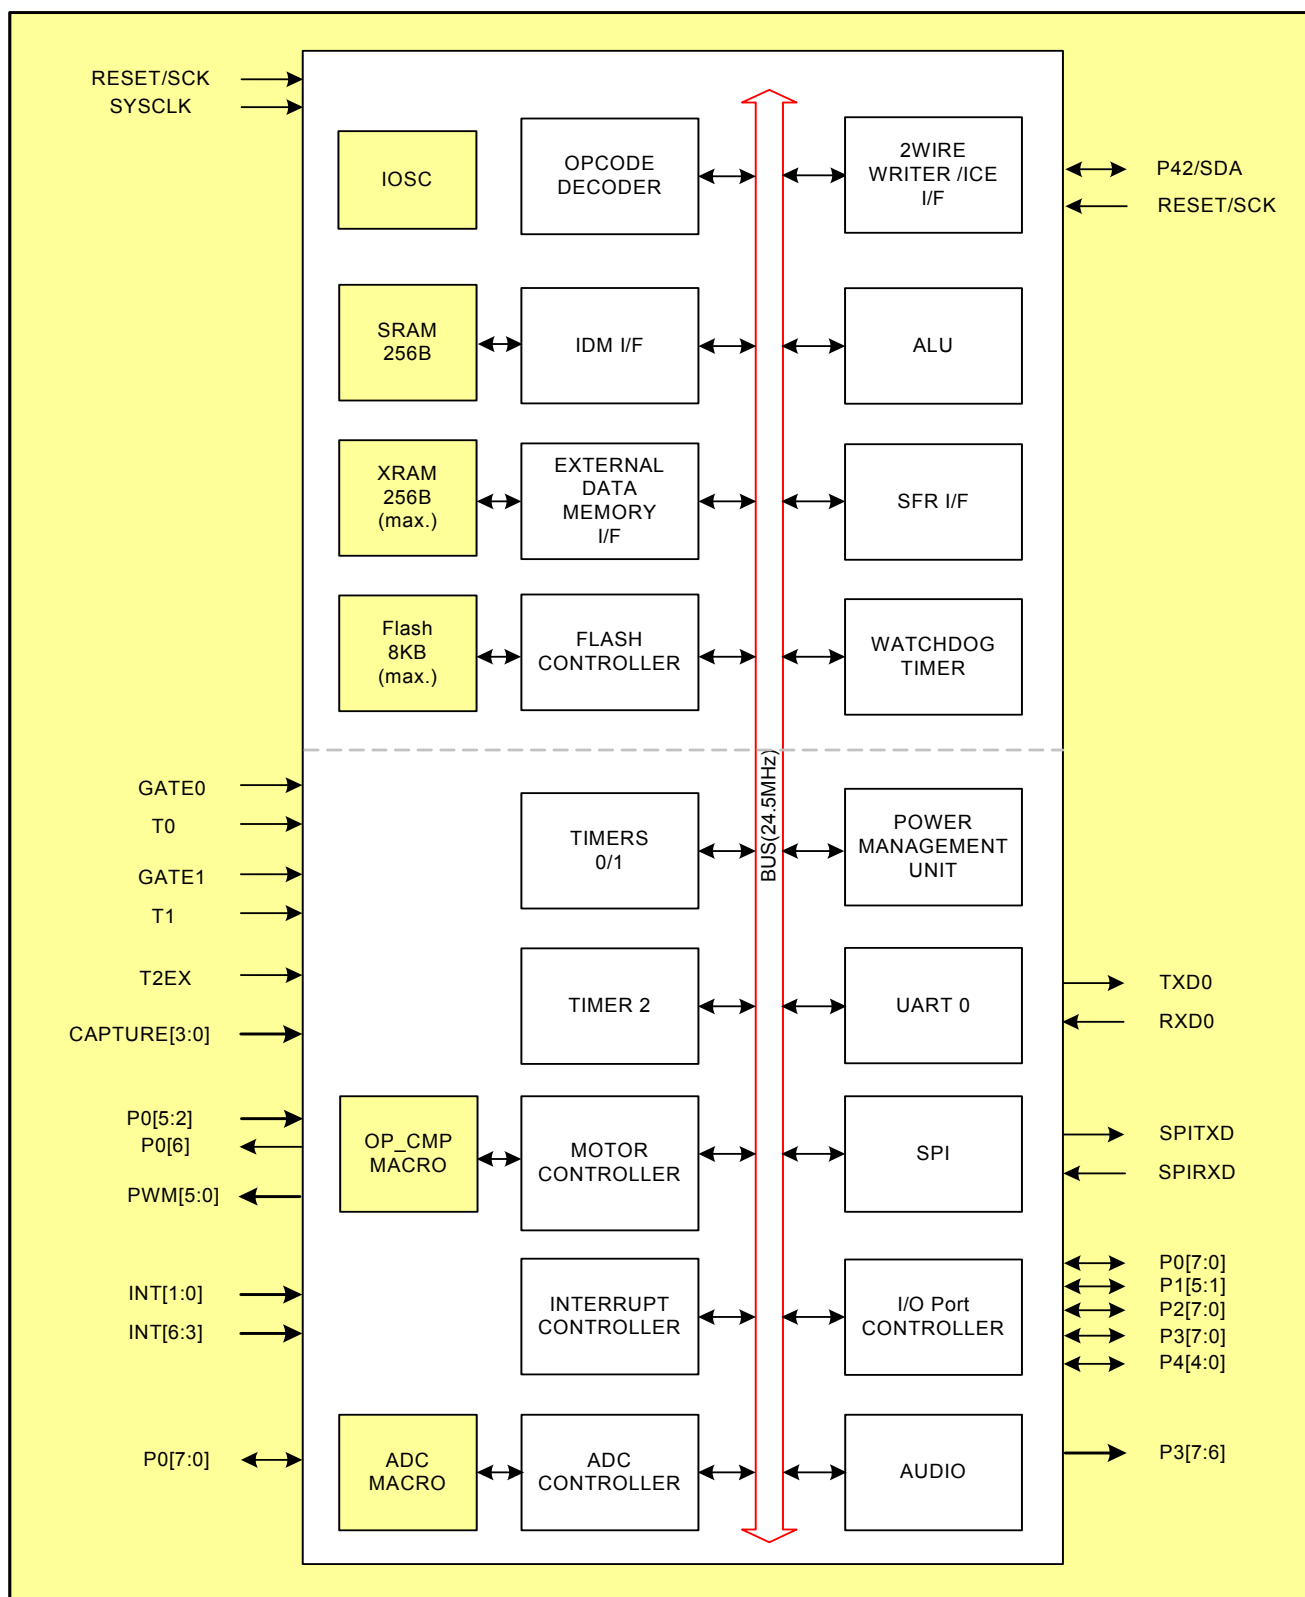 RESET/SCK
SYSCLK
IOSC
OPCODE
DECODER
2WIRE
WRITER /ICE
I/F
P42/SDA
RESET/SCK
SRAM
256B
IDM I/F
ALU
XRAM
256B
(max.)
EXTERNAL
DATA
MEMORY
I/F
SFR I/F
Flash
8KB
(max.)
FLASH
CONTROLLER
WATCHDOG
TIMER
BUS(24.5MHz)
GATE0
T0
GATE1
T1
TIMERS
0/1
POWER
MANAGEMENT
UNIT
T2EX
CAPTURE[3:0]
TIMER 2
UART 0
TXD0
RXD0
P0[5:2]
P0[6]
PWM[5:0]
OP_CMP
MACRO
MOTOR
CONTROLLER
SPI
SPITXD
SPIRXD
INT[1:0]
INT[6:3]
INTERRUPT
CONTROLLER
I/O Port
CONTROLLER
P0[7:0]
P1[5:1]
P2[7:0]
P3[7:0]
P4[4:0]
P0[7:0]
ADC
MACRO
ADC
CONTROLLER
AUDIO
P3[7:6]